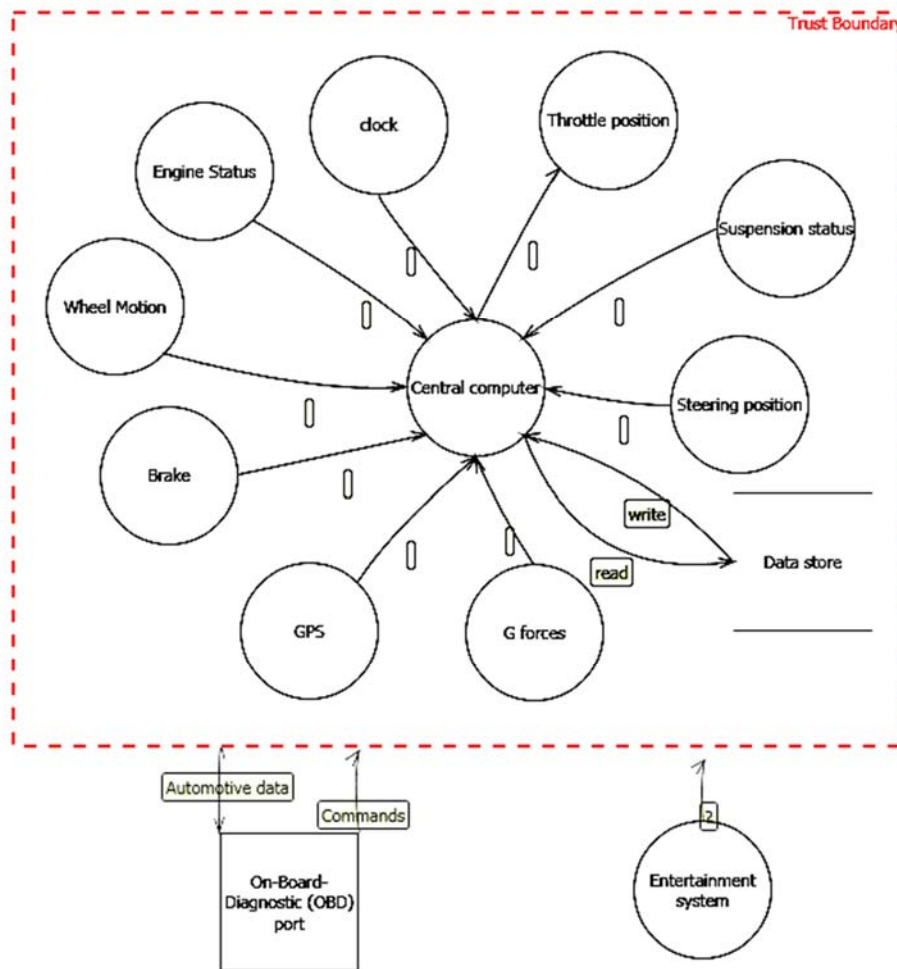 Trust Boundary
clock
Throttle position
Engine Status
Suspension status
Wheel Motion
Central computer
Steering position
Brake
write
Data store
read
GPS
G forces
Automotive data
Commands
?
On-Board-
Diagnostic (OBD)
port
Entertainment
system